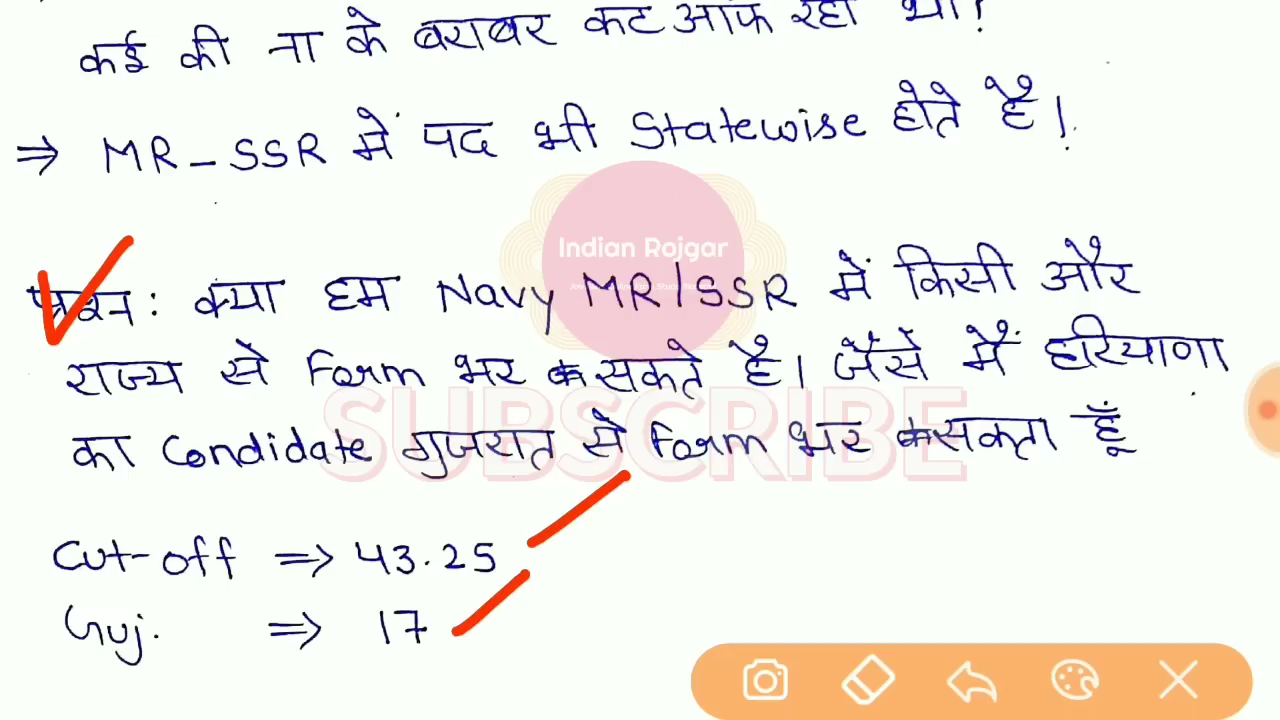 कई की ना के बराबर कट ऑफ रहा था?
⇒ MR-SSR में पद भी Statewise होते है।
Indian Rojgar
प्रश्न: क्या हम Navy MR/SSR में किसी और
राज्य से Form भर सकते है। जैसे मैं हरियाणा
SUBSCRIBE
का Condidate गुजरात से Form भर सकता हूँ
Cut-off ⇒ 43.25
Guj. ⇒ 17